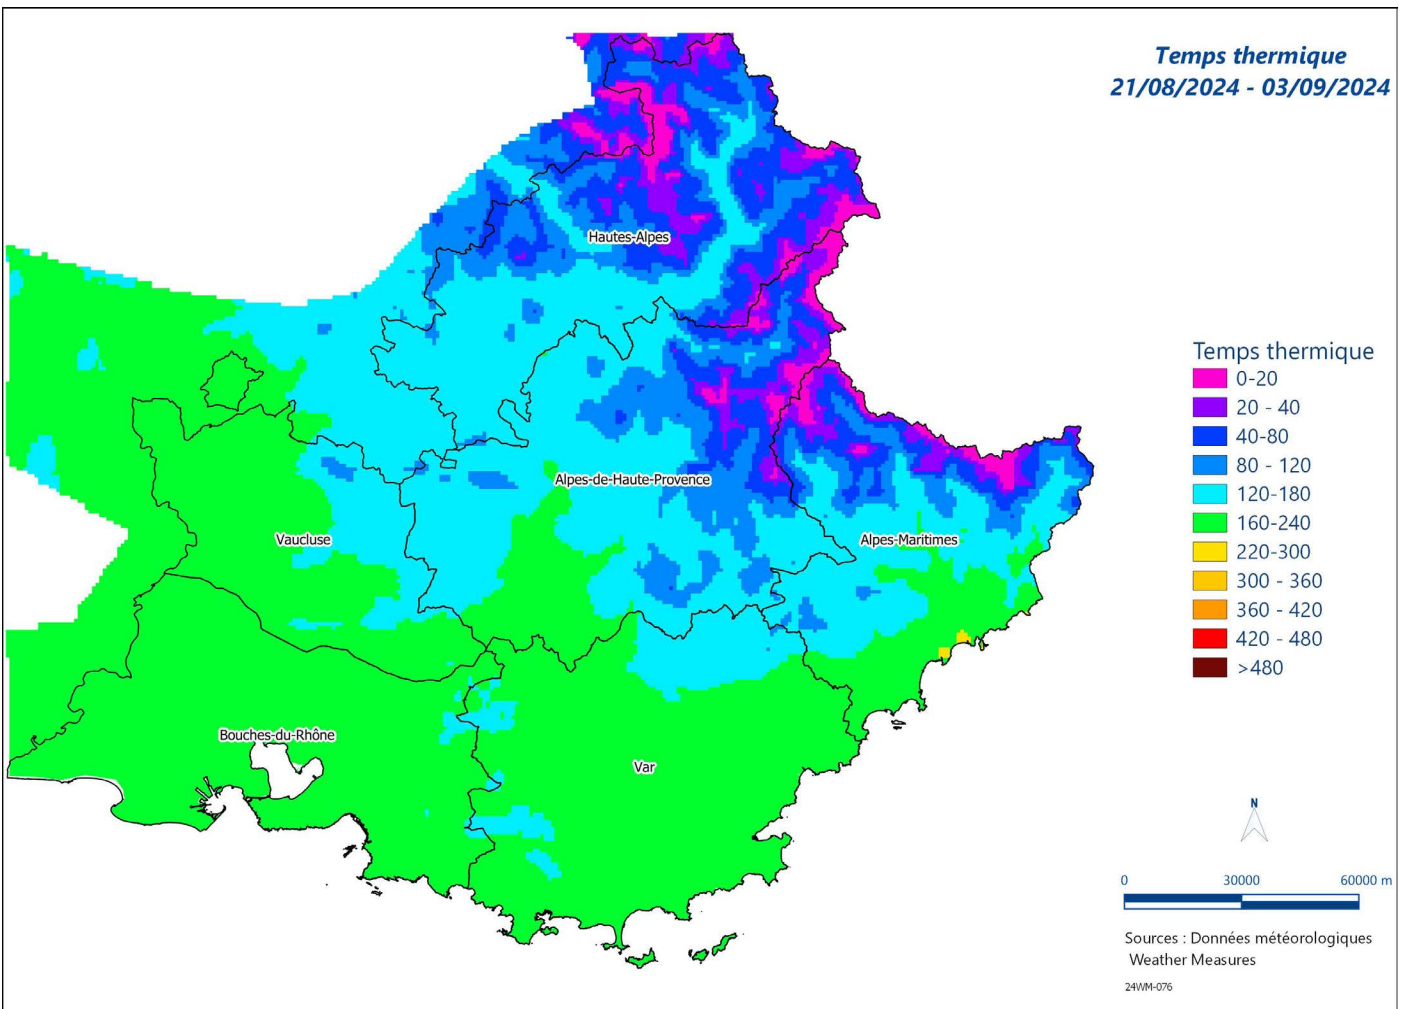 Temps thermique
21/08/2024 - 03/09/2024
Hautes-Alpes
Temps thermique
0-20
20 - 40
40-80
80 - 120
120-180
160-240
220-300
300 - 360
360 - 420
420 - 480
>480
Alpes-de-Haute-Provence
Vaucluse
Alpes-Maritimes
Bouches-du-Rhône
Var
N
0 30000 60000 m
Sources : Données météorologiques
Weather Measures
24WM-076